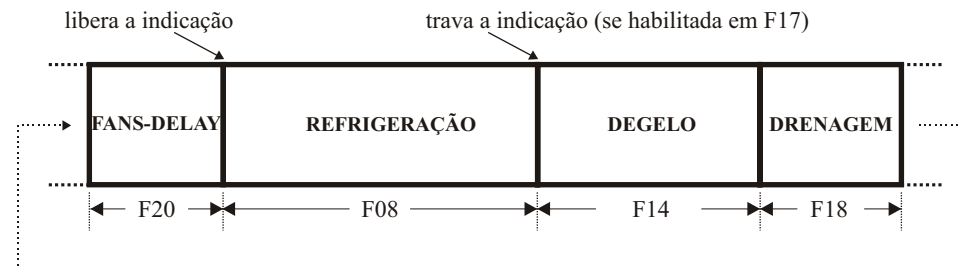 libera a indicação
trava a indicação (se habilitada em F17)
FANS-DELAY
REFRIGERAÇÃO
DEGELO
DRENAGEM
F20
F08
F14
F18